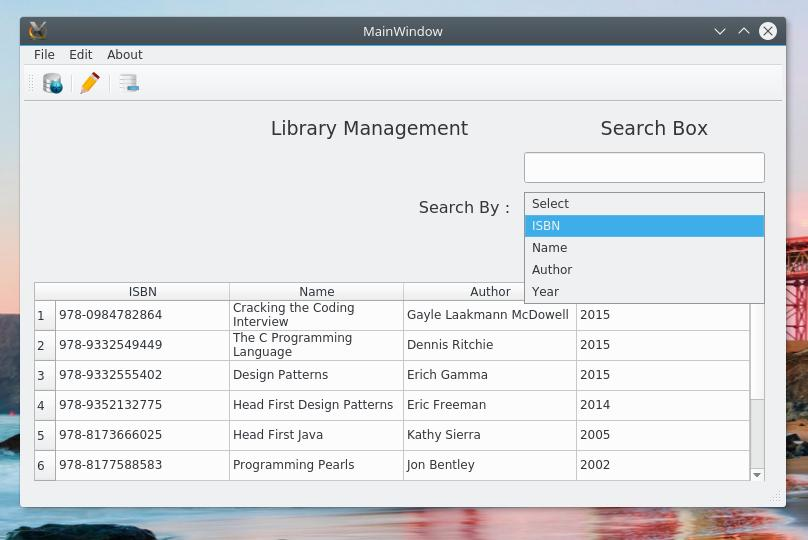 MainWindow
File Edit About
Library Management
Search Box
Search By :
Select
ISBN
Name
Author
Year
ISBN Name Author
1 978-0984782864 Cracking the Coding
Interview Gayle Laakmann McDowell 2015
2 978-9332549449 The C Programming
Language Dennis Ritchie 2015
3 978-9332555402 Design Patterns Erich Gamma 2015
4 978-9352132775 Head First Design Patterns Eric Freeman 2014
5 978-8173666025 Head First Java Kathy Sierra 2005
6 978-8177588583 Programming Pearls Jon Bentley 2002